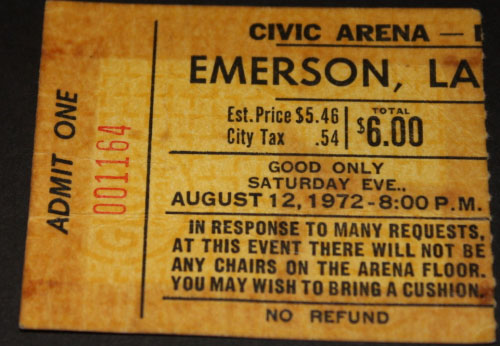 CIVIC ARENA –
EMERSON, LA
Est. Price $5.46
City Tax .54
TOTAL
$6.00
GOOD ONLY
SATURDAY EVE.,
AUGUST 12, 1972 - 8:00 P.M.
IN RESPONSE TO MANY REQUESTS,
AT THIS EVENT THERE WILL NOT BE
ANY CHAIRS ON THE ARENA FLOOR.
YOU MAY WISH TO BRING A CUSHION.
NO REFUND
ADMIT ONE
001164